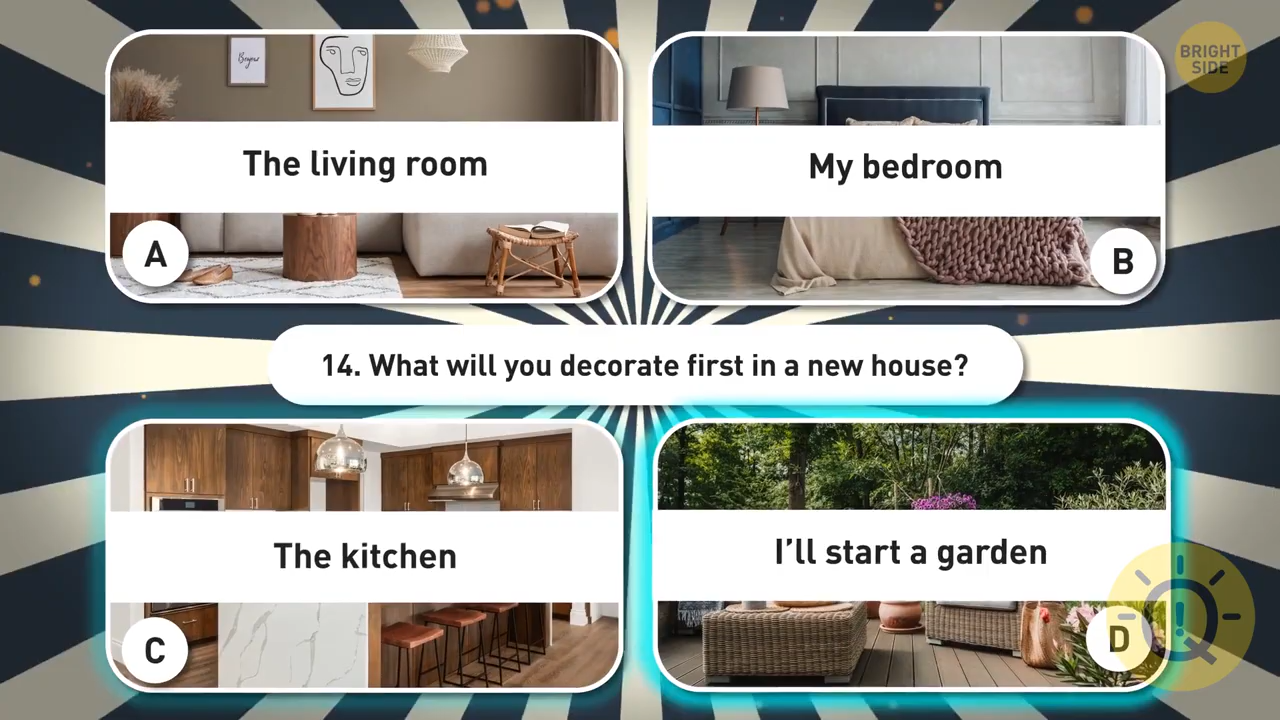 Bonjour
BRIGHT
SIDE
The living room
My bedroom
A
B
14. What will you decorate first in a new house?
The kitchen
I'll start a garden
C
D